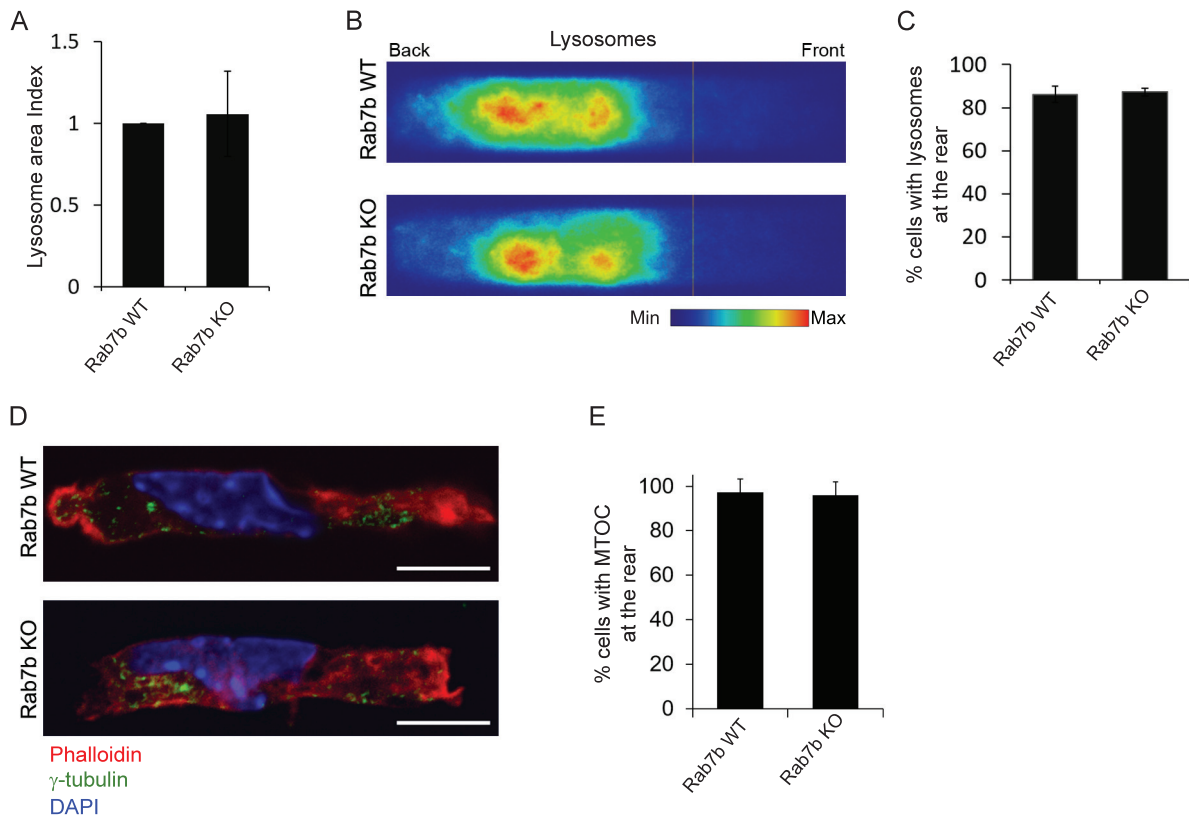 A
1.5
1
0.5
0
Lysosome area Index
Rab7b WT
Rab7b KO
B
Lysosomes
Back
Front
Rab7b WT
Rab7b KO
Min
Max
C
100
80
60
40
20
0
% cells with lysosomes
at the rear
Rab7b WT
Rab7b KO
D
Rab7b WT
Rab7b KO
Phalloidin
γ-tubulin
DAPI
E
100
80
60
40
20
0
% cells with MTOC
at the rear
Rab7b WT
Rab7b KO